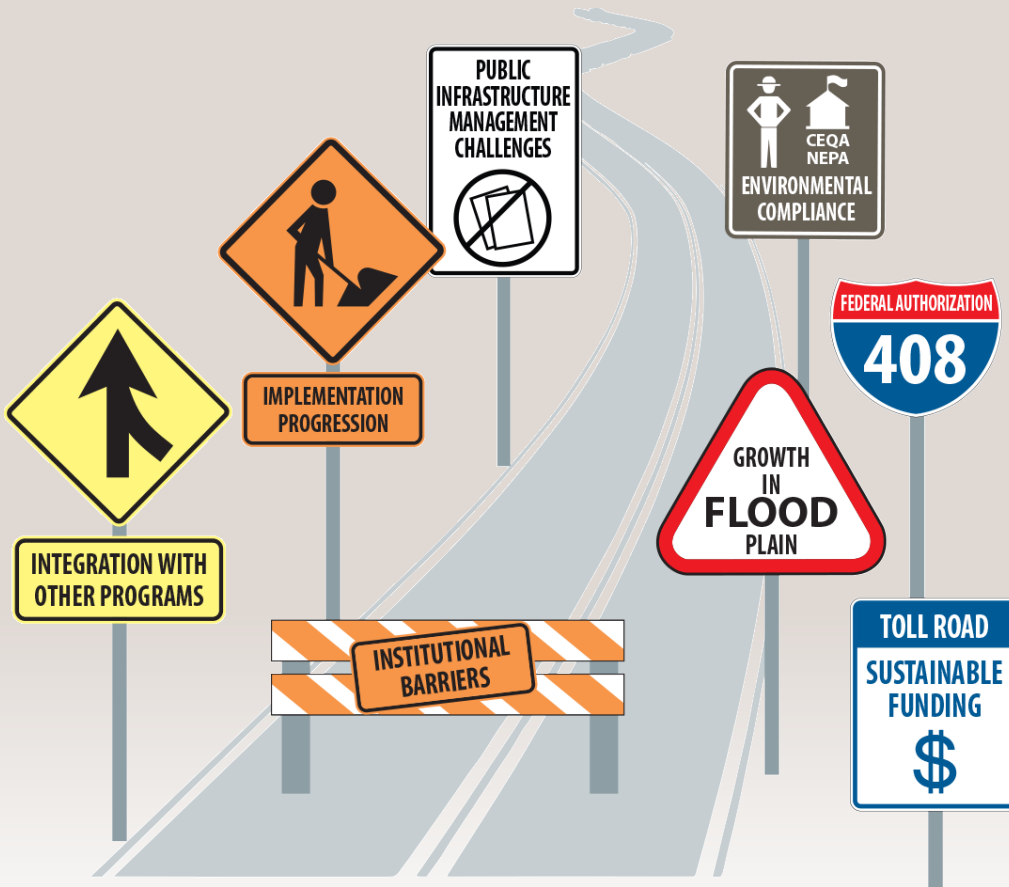 PUBLIC
INFRASTRUCTURE
MANAGEMENT
CHALLENGES
CEQA
NEPA
ENVIRONMENTAL
COMPLIANCE
IMPLEMENTATION
PROGRESSION
FEDERAL AUTHORIZATION
408
INTEGRATION WITH
OTHER PROGRAMS
GROWTH
IN
FLOOD
PLAIN
INSTITUTIONAL
BARRIERS
TOLL ROAD
SUSTAINABLE
FUNDING
$